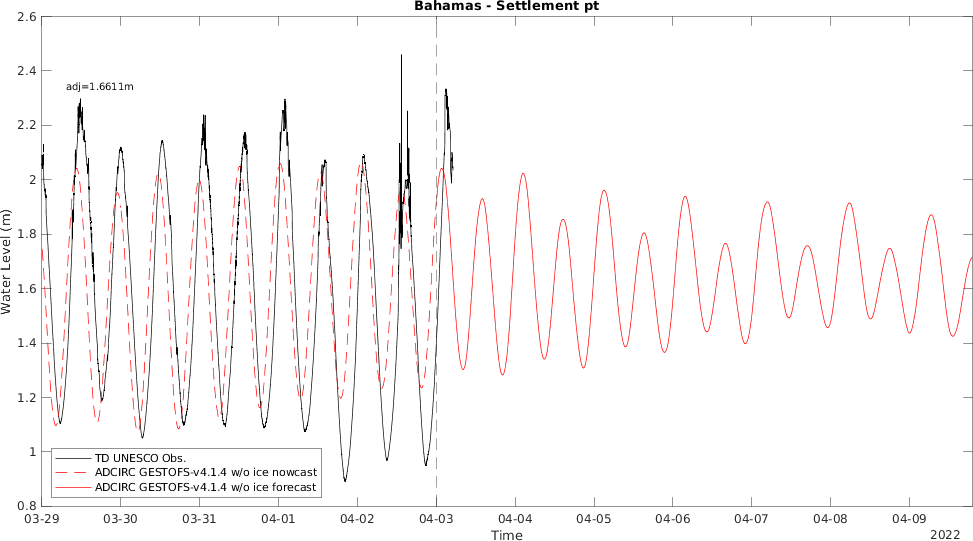 Bahamas - Settlement pt
2.6
2.4
2.2
2
1.8
1.6
1.4
1.2
1
0.8
Water Level (m)
adj=1.6611m
TD UNESCO Obs.
ADCIRC GESTOFS-v4.1.4 w/o ice nowcast
ADCIRC GESTOFS-v4.1.4 w/o ice forecast
03-29 03-30 03-31 04-01 04-02 04-03 04-04 04-05 04-06 04-07 04-08 04-09
Time
2022